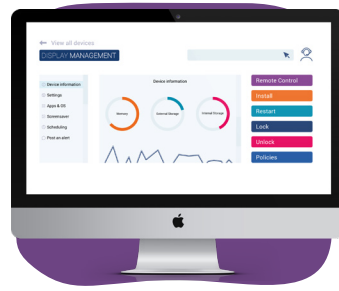 View all devices
DISPLAY MANAGEMENT
Device information
Settings
Apps & OS
Screensaver
Scheduling
Post an alert
Device information
Memory
External Storage
Internal Storage
Remote Control
Install
Restart
Lock
Unlock
Policies